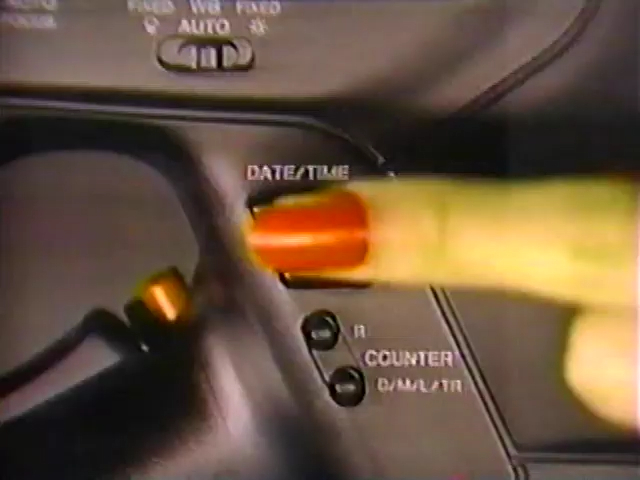 FIXED WB FIXED
AUTO
DATE/TIME
R
COUNTER
D/M/L/TR